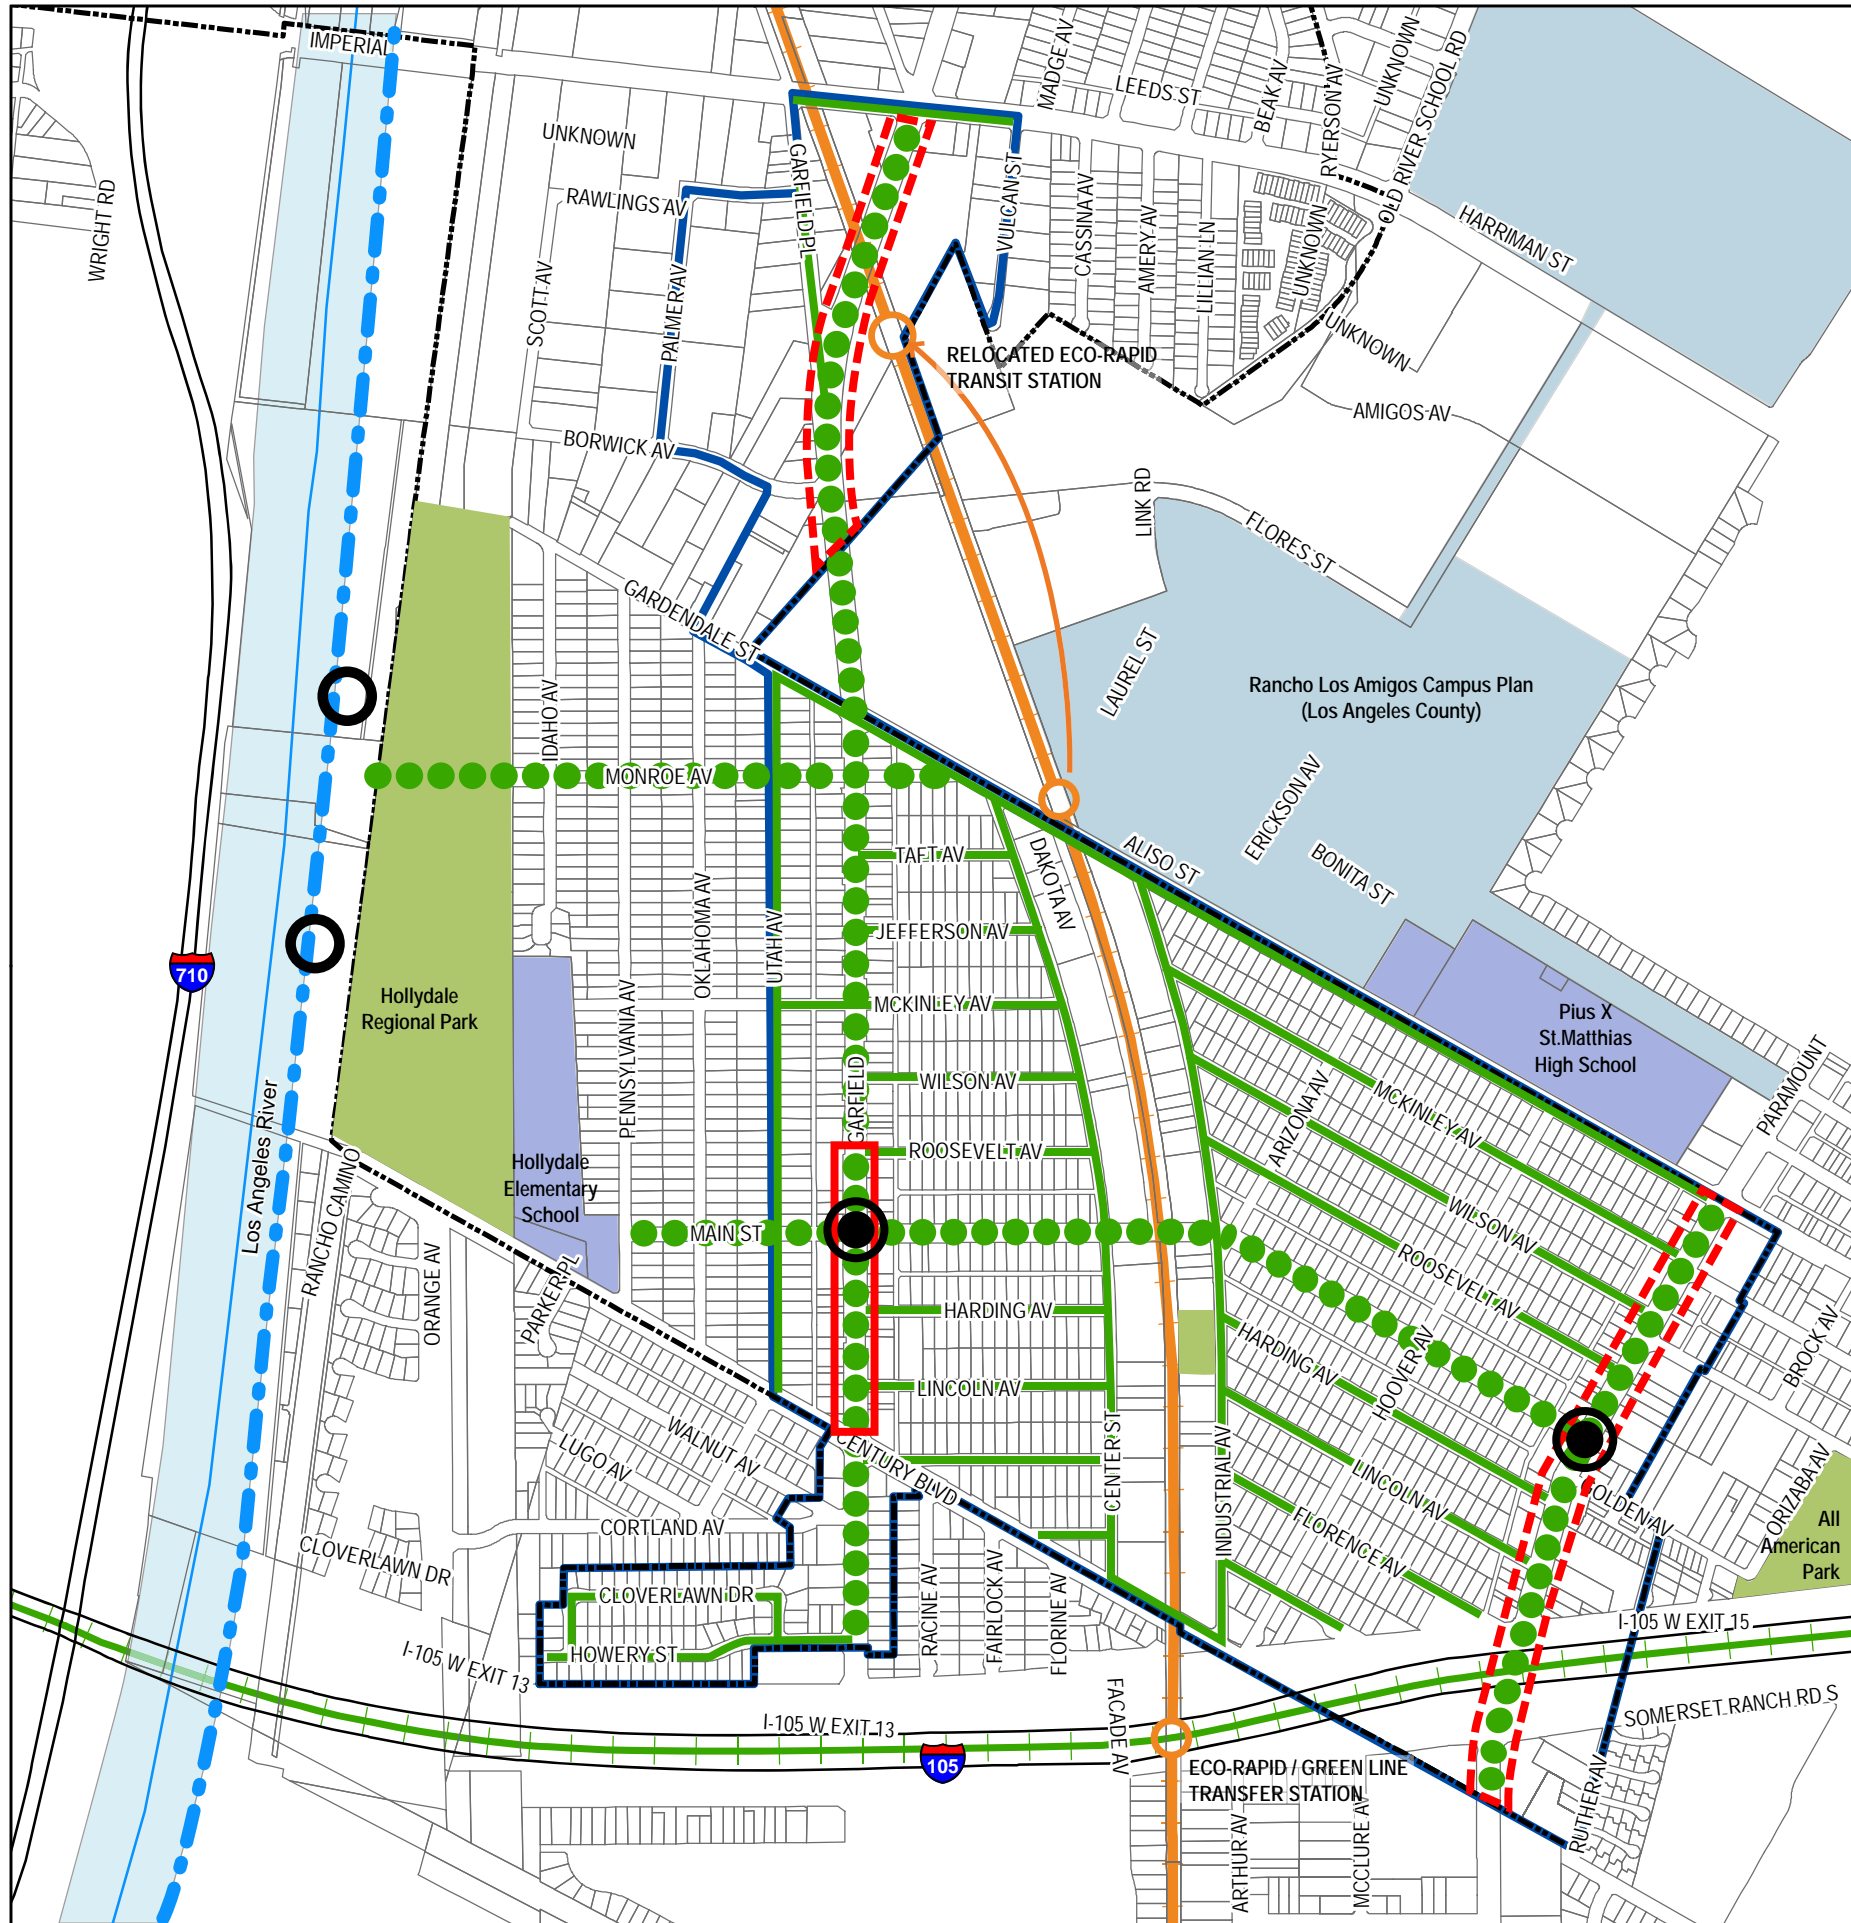 IMPERIAL
MADGE AV
LEEDS ST
BEAK AV
RYERSON AV
UNKNOWN
OLD RIVER SCHOOL RD
UNKNOWN
WRIGHT RD
RAWLINGS AV
GARFIELD PL
VULCAN ST
CASSINA AV
AMERY AV
LILLIAN LN
UNKNOWN
HARRIMAN ST
SCOTT AV
PALMER AV
UNKNOWN
RELOCATED ECO-RAPID
TRANSIT STATION
AMIGOS AV
BORWICK AV
LINK RD
FLORES ST
GARDENDALE ST
LAUREL ST
Rancho Los Amigos Campus Plan
(Los Angeles County)
IDAHO AV
MONROE AV
ERICKSON AV
TAFT AV
DAKOTA AV
ALISO ST
BONITA ST
OKLAHOMA AV
UTAH AV
JEFFERSON AV
710
Hollydale
Regional Park
PENNSYLVANIA AV
MCKINLEY AV
Pius X
St.Matthias
High School
PARAMOUNT
GARFIELD
WILSON AV
ARIZONA AV
MCKINLEY AV
Los Angeles River
RANCHO CAMINO
Hollydale
Elementary
School
ROOSEVELT AV
WILSON AV
MAIN ST
ROOSEVELT AV
ORANGE AV
PARKER PL
HARDING AV
HARDING AV
HOOVER AV
BROCK AV
LINCOLN AV
WALNUT AV
LUGO AV
CENTURY BLVD
CENTER ST
INDUSTRIAL AV
LINCOLN AV
GOLDEN AV
ORIZABA AV
All
American
Park
CORTLAND AV
FLORENCE AV
CLOVERLAWN DR
CLOVERLAWN DR
RACINE AV
FAIRLOCK AV
FLORINE AV
I-105 W EXIT 15
HOWERY ST
I-105 W EXIT 13
I-105 W EXIT 13
FACADE AV
SOMERSET RANCH RD S
105
ECO-RAPID / GREEN LINE
TRANSFER STATION
RUTHER AV
ARTHUR AV
MCCLURE AV